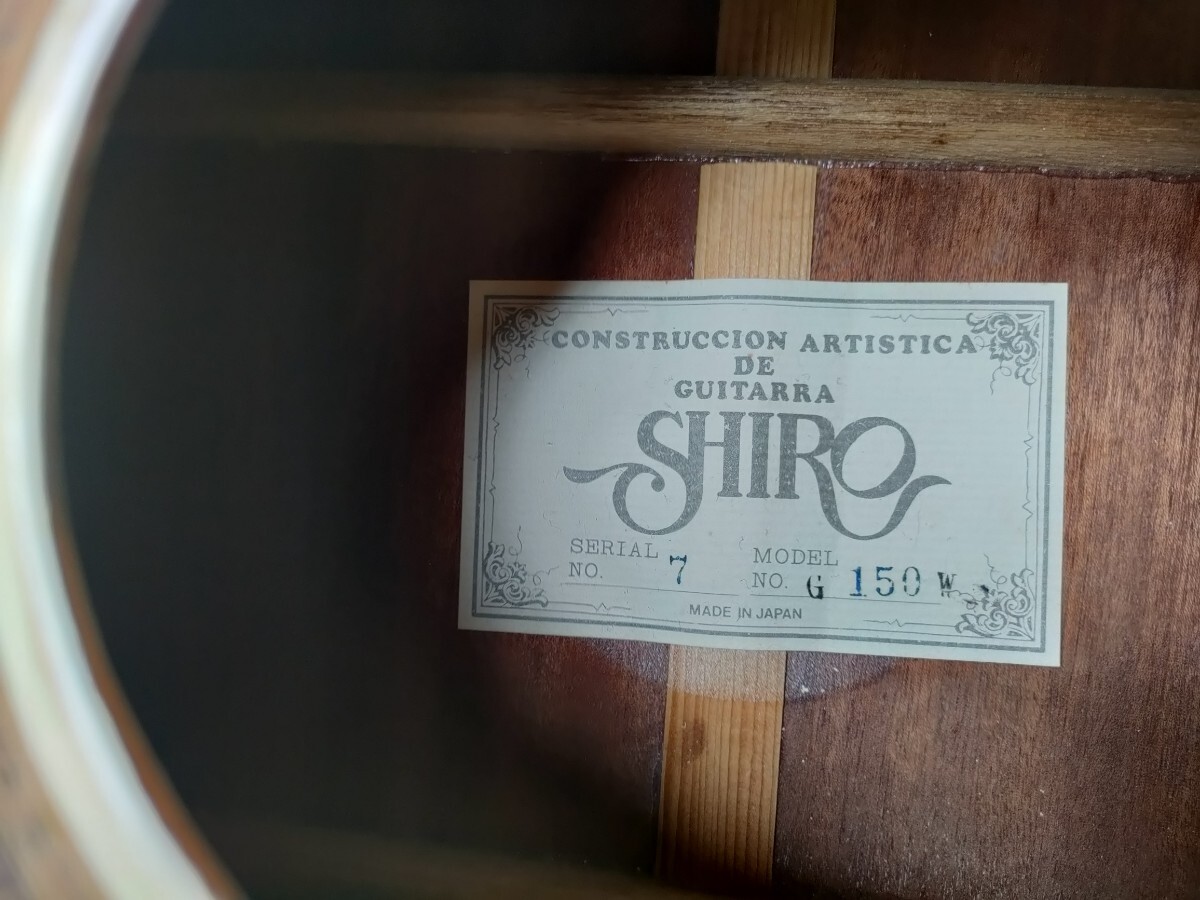 CONSTRUCCION ARTISTICA
DE
GUITARRA
SHIRO
SERIAL NO. 7
MODEL NO. G 150 W
MADE IN JAPAN